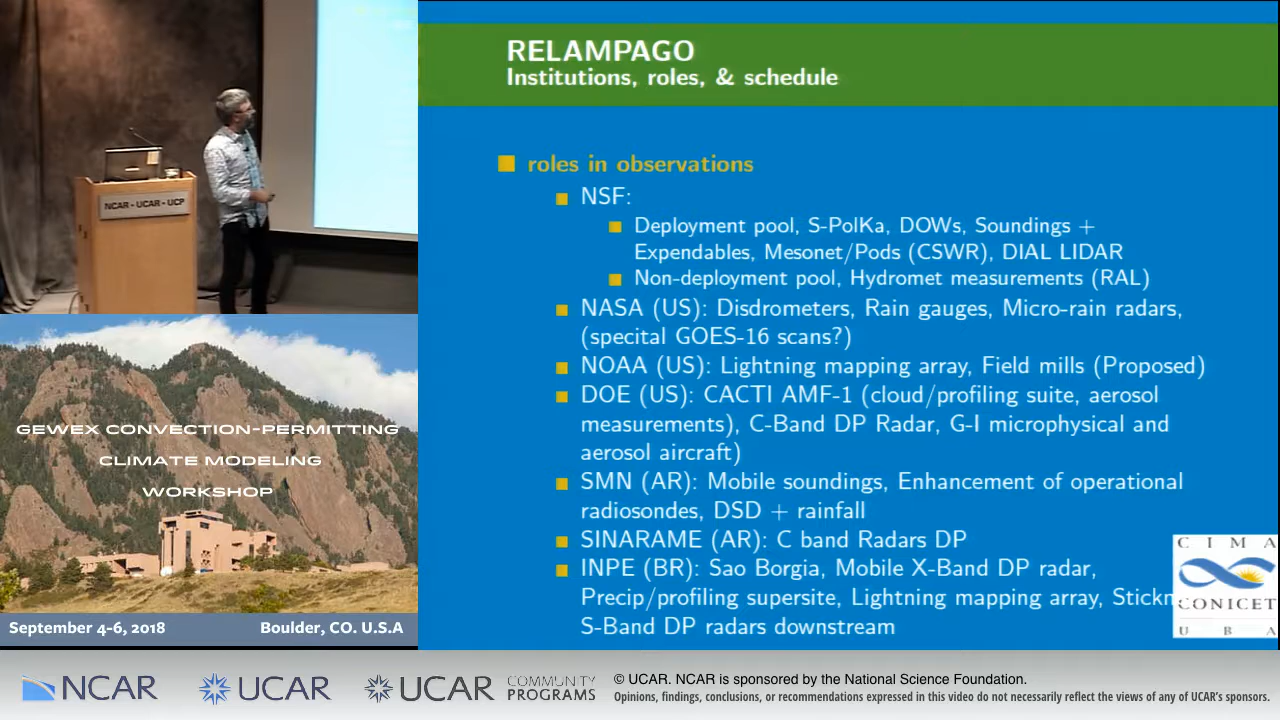 RELAMPAGO
Institutions, roles, & schedule
roles in observations
NSF:
Deployment pool, S-PolKa, DOWs, Soundings +
Expendables, Mesonet/Pods (CSWR), DIAL LIDAR
Non-deployment pool, Hydromet measurements (RAL)
NASA (US): Disdrometers, Rain gauges, Micro-rain radars,
(specital GOES-16 scans?)
NOAA (US): Lightning mapping array, Field mills (Proposed)
DOE (US): CACTI AMF-1 (cloud/profiling suite, aerosol
measurements), C-Band DP Radar, G-I microphysical and
aerosol aircraft)
SMN (AR): Mobile soundings, Enhancement of operational
radiosondes, DSD + rainfall
SINARAME (AR): C band Radars DP
INPE (BR): Sao Borgia, Mobile X-Band DP radar,
Precip/profiling supersite, Lightning mapping array,
S-Band DP radars downstream
CIMA
CONICET
UBA
NCAR - UCAR - UCP
GEWEX CONVECTION-PERMITTING
CLIMATE MODELING
WORKSHOP
September 4-6, 2018
Boulder, CO. U.S.A
NCAR
UCAR
UCAR
COMMUNITY
PROGRAMS
© UCAR. NCAR is sponsored by the National Science Foundation.
Opinions, findings, conclusions, or recommendations expressed in this video do not necessarily reflect the views of any of UCAR's sponsors.